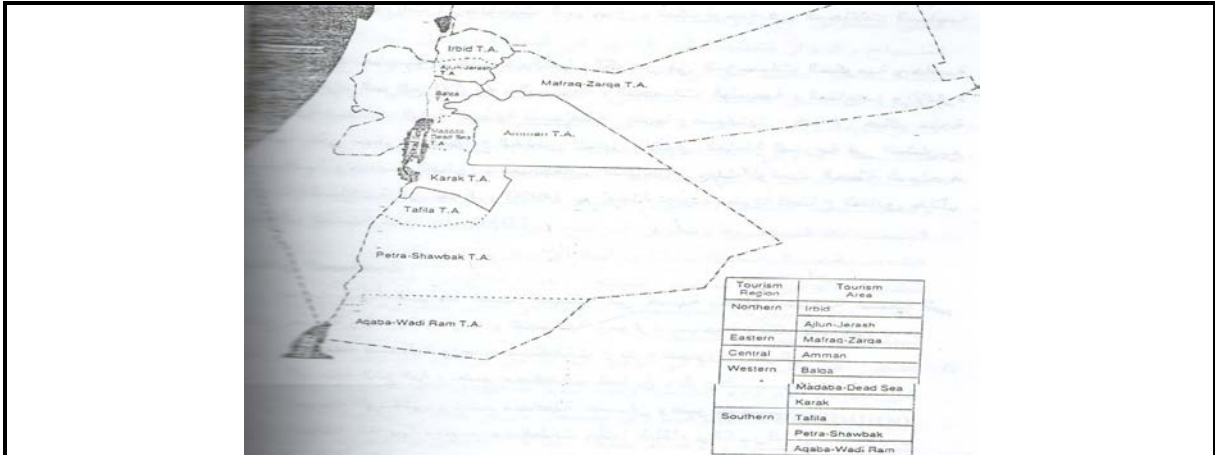 Irbid T.A.
Ajlun-Jerash
T.A.
Mafraq-Zarqa T.A.
Balqa
T.A.
Amman T.A.
Madaba
Dead Sea
T.A.
Karak T.A.
Tafila T.A.
Petra-Shawbak T.A.
Aqaba-Wadi Ram T.A.
Tourism Region Tourism Area
Northern Irbid
Ajlun-Jerash
Eastern Mafraq-Zarqa
Central Amman
Western Balqa
Madaba-Dead Sea
Karak
Southern Tafila
Petra-Shawbak
Aqaba-Wadi Ram